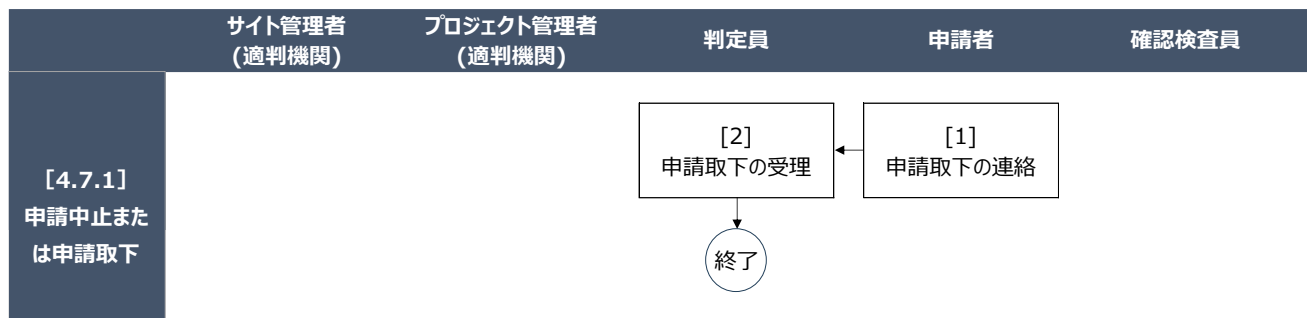 サイト管理者
(適判機関)
プロジェクト管理者
(適判機関)
判定員
申請者
確認検査員
[4.7.1]
申請中止また
は申請取下
[2]
申請取下の受理
[1]
申請取下の連絡
終了